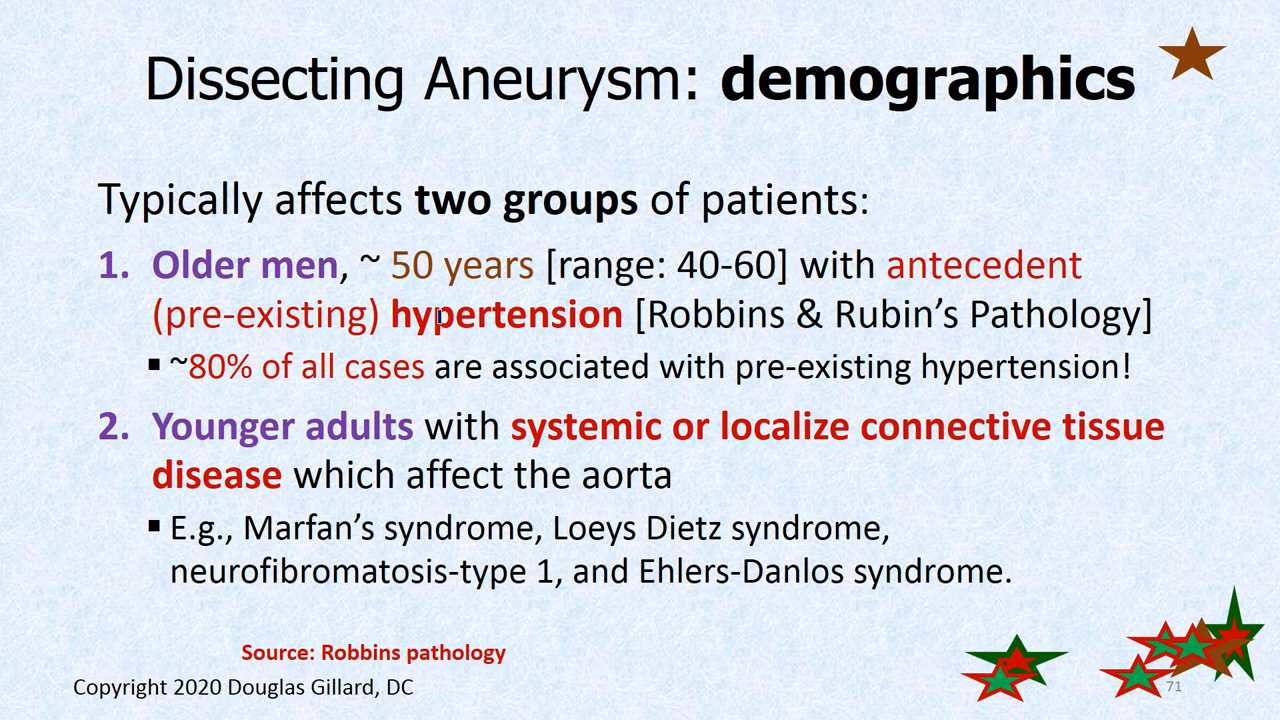 Dissecting Aneurysm: demographics
Typically affects two groups of patients:
1. Older men, ~ 50 years [range: 40-60] with antecedent
(pre-existing) hypertension [Robbins & Rubin’s Pathology]
▪ ~80% of all cases are associated with pre-existing hypertension!
2. Younger adults with systemic or localize connective tissue
disease which affect the aorta
▪ E.g., Marfan’s syndrome, Loeys Dietz syndrome,
neurofibromatosis-type 1, and Ehlers-Danlos syndrome.
Source: Robbins pathology
Copyright 2020 Douglas Gillard, DC
71